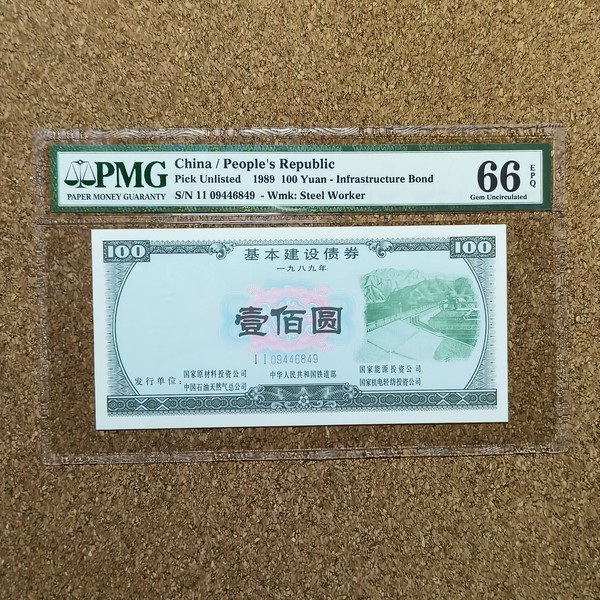 PMG
PAPER MONEY GUARANTY
China / People's Republic
Pick Unlisted 1989 100 Yuan - Infrastructure Bond
S/N 11 09446849 - Wmk: Steel Worker
66 EPQ
Gem Uncirculated
100 100
基本建设债券
一九八九年
壹佰圆
11 09446849
发行单位:
国家原材料投资公司 中华人民共和国铁道部 国家能源投资公司
中国石油天然气总公司 国家机电轻纺投资公司